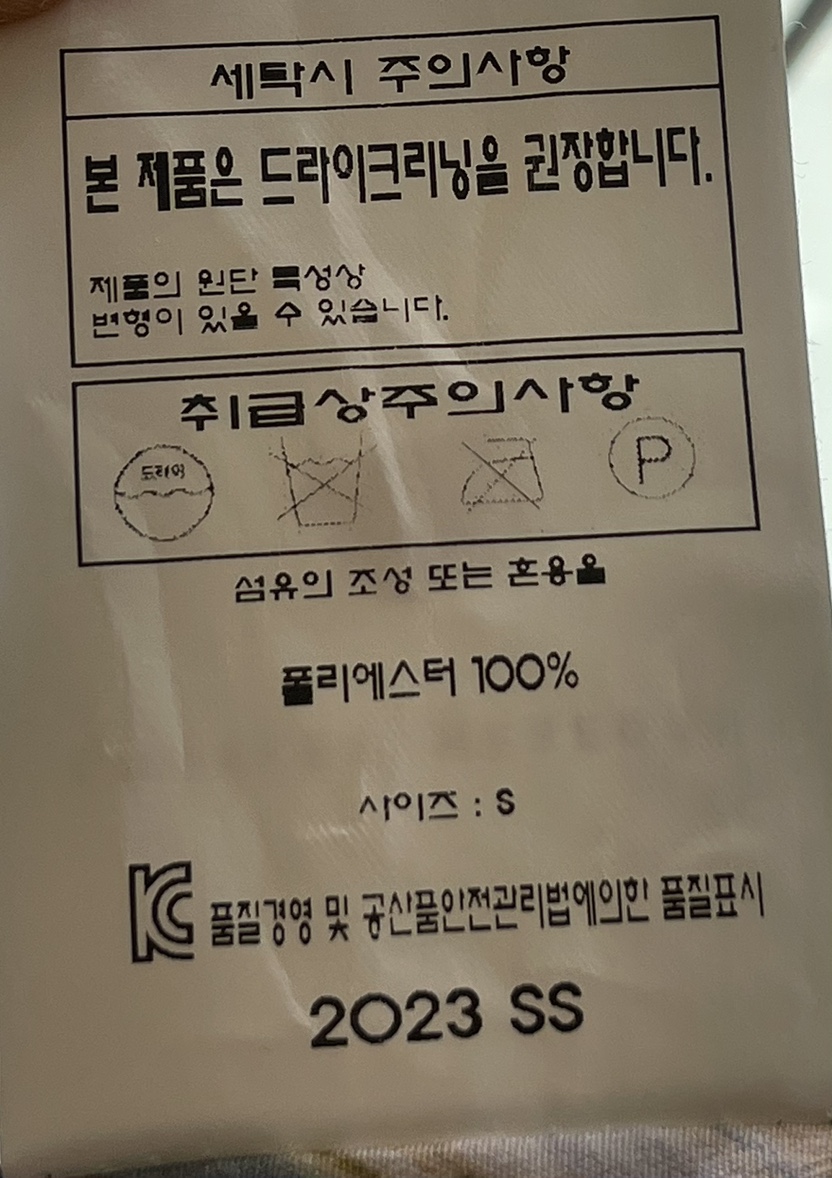 세탁시 주의사항
본 제품은 드라이크리닝을 권장합니다.
제품의 원단 특성상
변형이 있을 수 있습니다.
취급상주의사항
드라이
P
섬유의 조성 또는 혼용율
폴리에스터 100%
사이즈 : S
KC 품질경영 및 공산품안전관리법에의한 품질표시
2023 SS